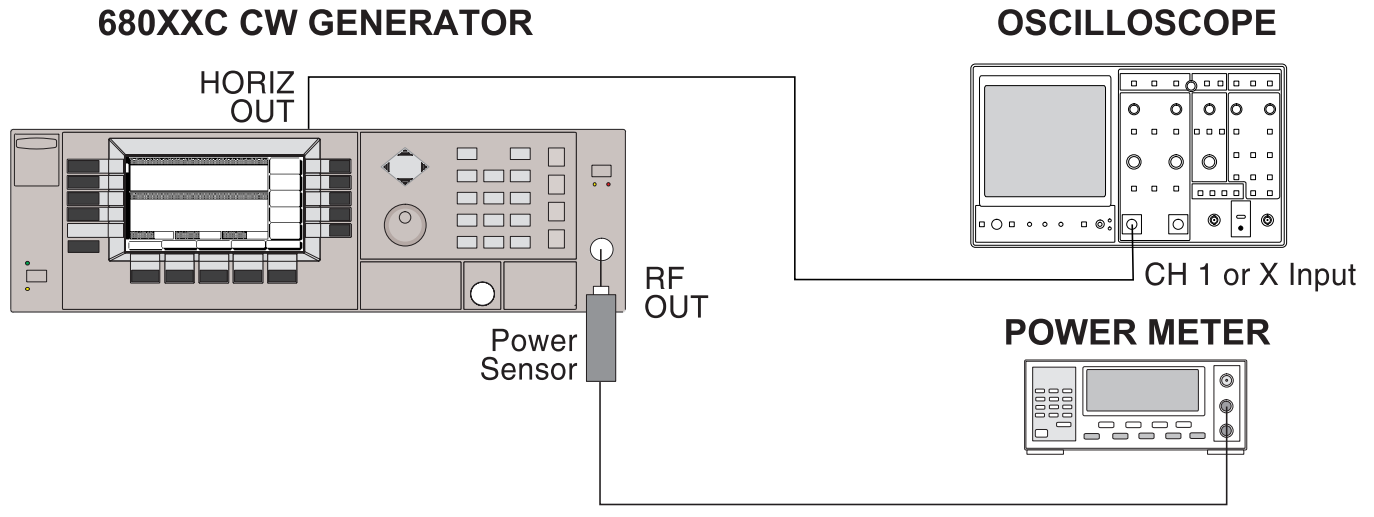 680XXC CW GENERATOR
OSCILLOSCOPE
HORIZ
OUT
RF
OUT
CH 1 or X Input
Power
Sensor
POWER METER